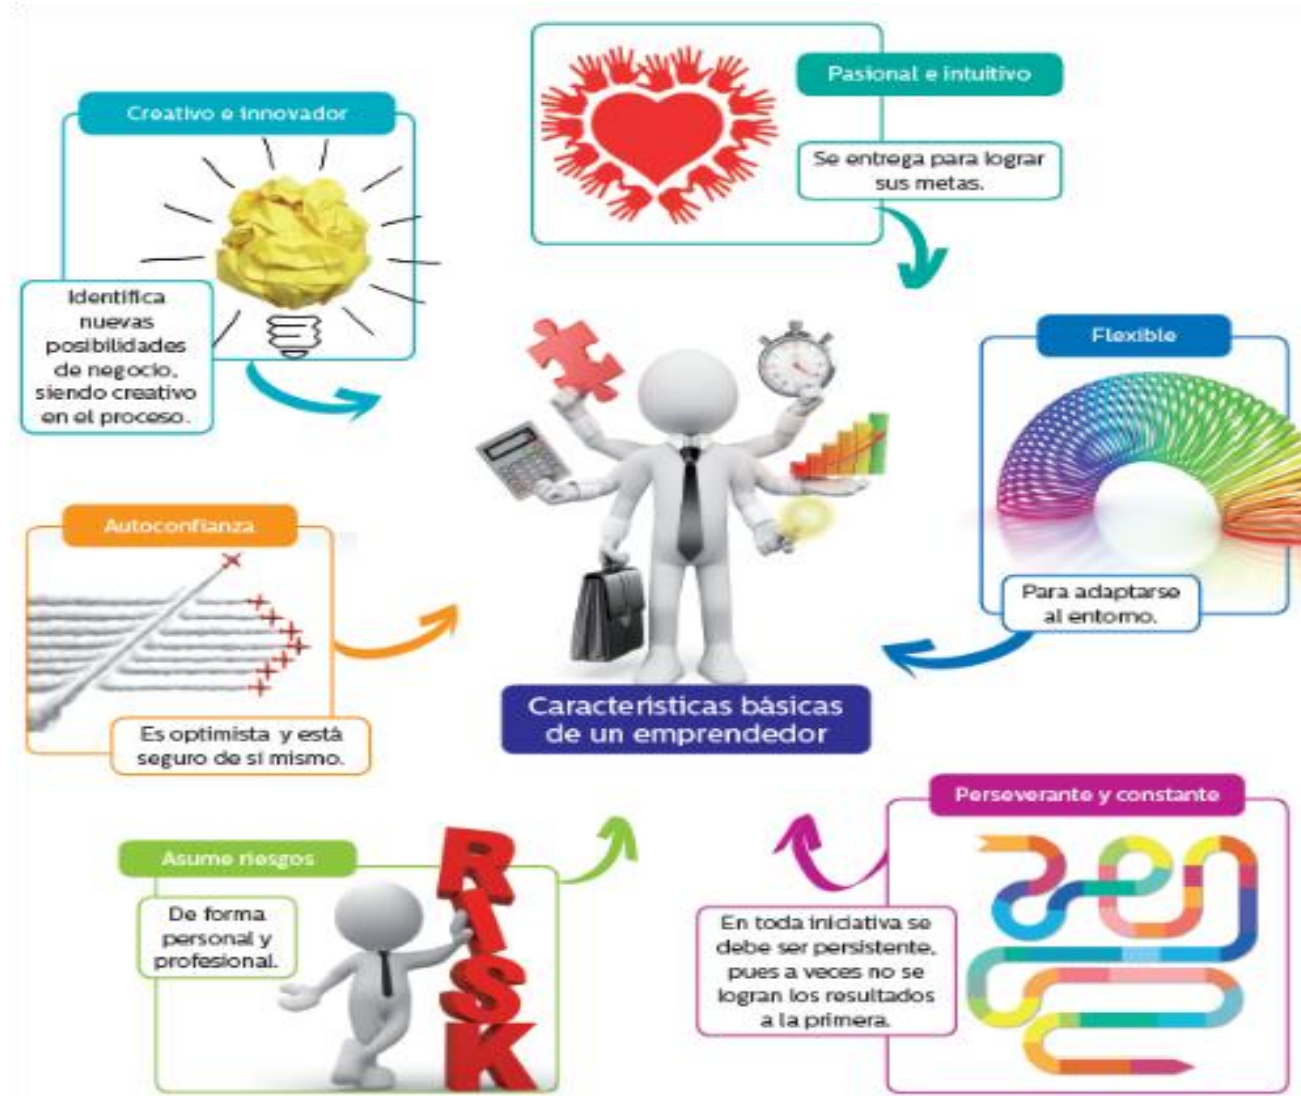 Pasional e intuitivo
Se entrega para lograr
sus metas.
Creativo e innovador
Identifica
nuevas
posibilidades
de negocio,
siendo creativo
en el proceso.
Flexible
Para adaptarse
al entorno.
Autoconfianza
Es optimista y está
seguro de sí mismo.
Características básicas
de un emprendedor
Perseverante y constante
En toda iniciativa se
debe ser persistente,
pues a veces no se
logran los resultados
a la primera.
Asume riesgos
De forma
personal y
profesional.
RISK